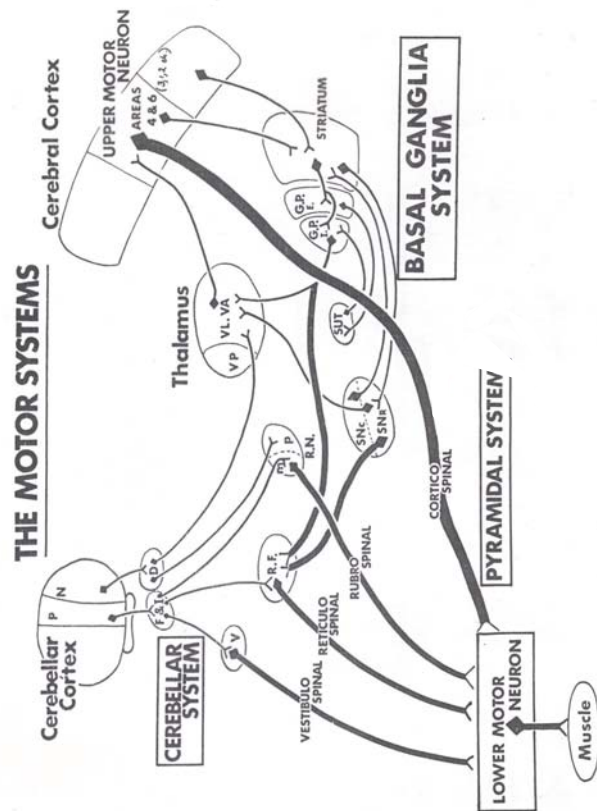 THE MOTOR SYSTEMS
Cerebellar
Cortex
P
N
F & I
D
CEREBELLAR
SYSTEM
V
VESTIBULO
SPINAL
RETICULO
SPINAL
R.F.
RUBRO
SPINAL
m
P
R.N.
Thalamus
VP
VL. VA
Cerebral Cortex
UPPER MOTOR
NEURON
AREAS
4 & 6
STRIATUM
G.P.
E.
G.P.
I.
SUT
SNc
SNR
BASAL GANGLIA
SYSTEM
CORTICO
SPINAL
PYRAMIDAL SYSTEM
LOWER MOTOR
NEURON
Muscle